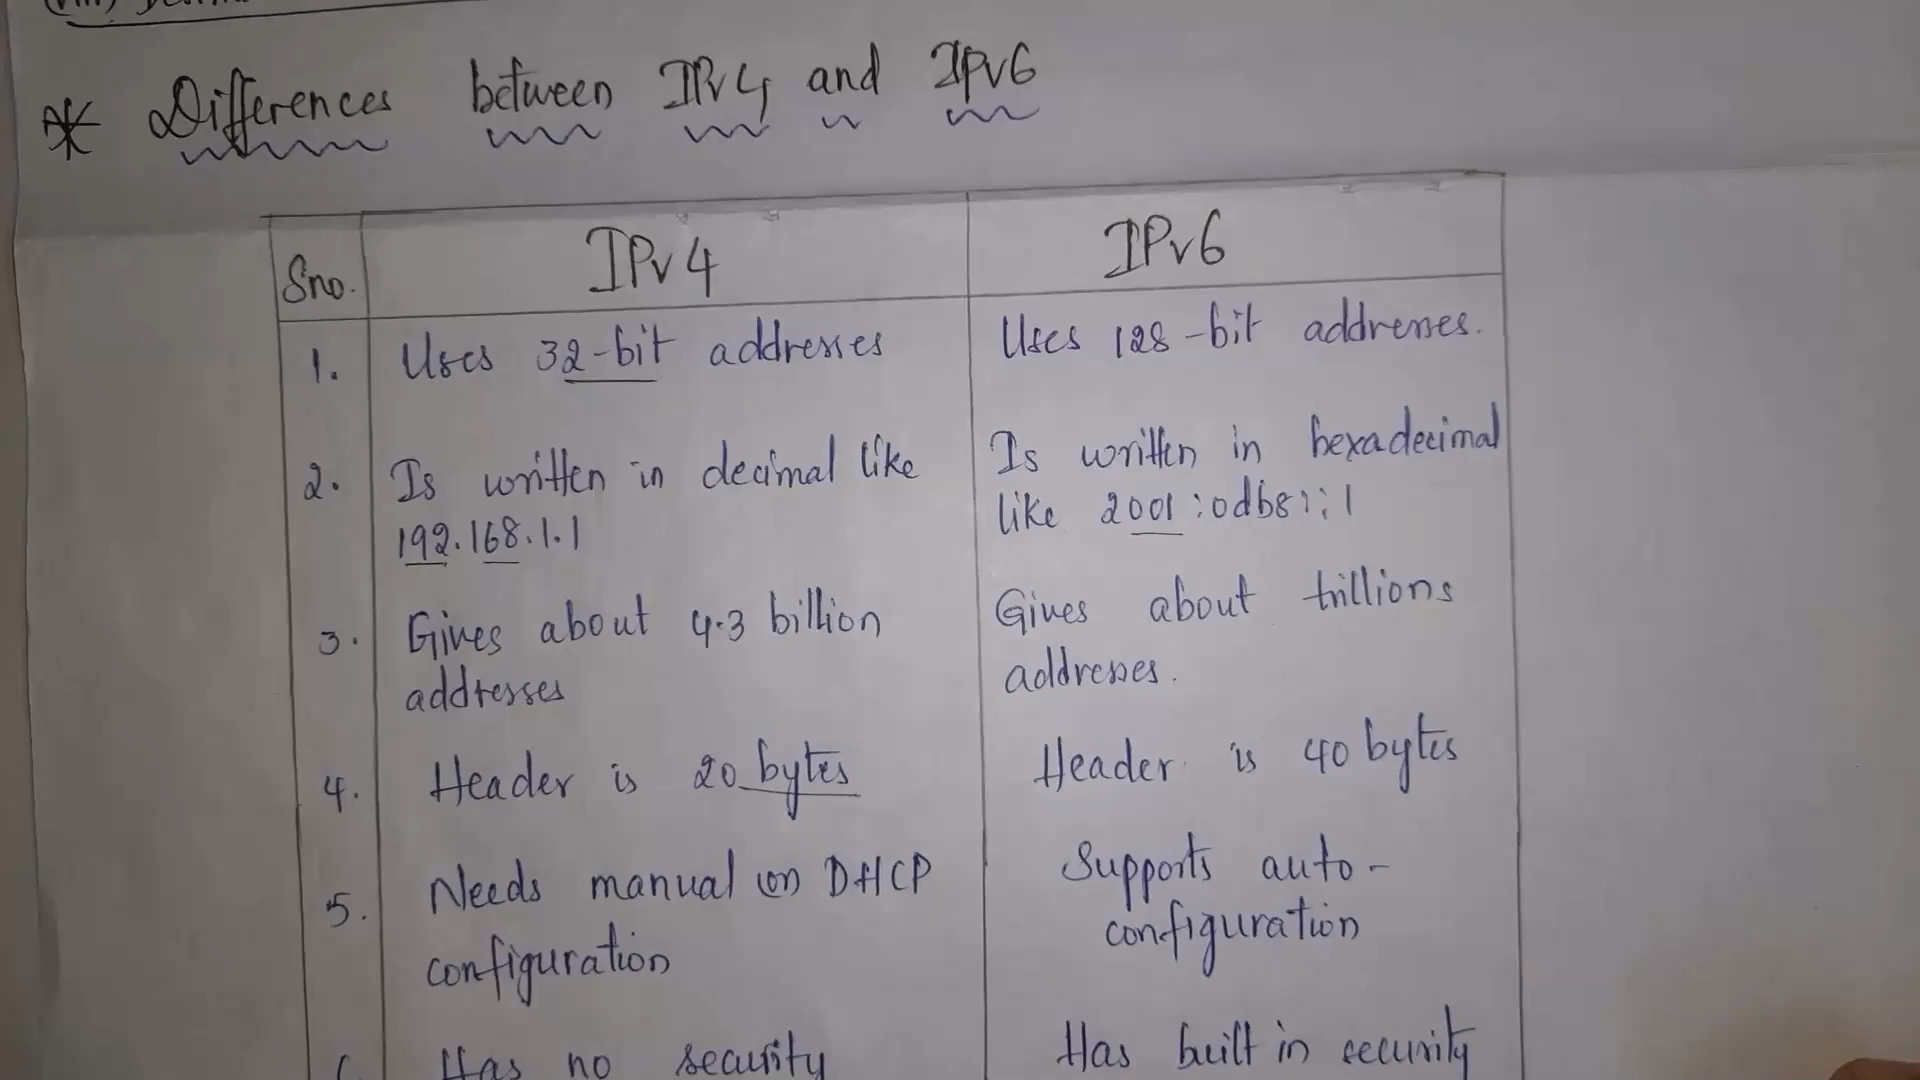 * Differences between IPv4 and IPv6
Sno. IPv4 IPv6
1. Uses 32-bit addresses Uses 128-bit addresses.
2. Is written in decimal like Is written in hexadecimal
192.168.1.1 like 2001:0db8::1
3. Gives about 4.3 billion Gives about trillions
addresses addresses.
4. Header is 20 bytes Header is 40 bytes
5. Needs manual or DHCP Supports auto-
configuration configuration
Has no security Has built in security